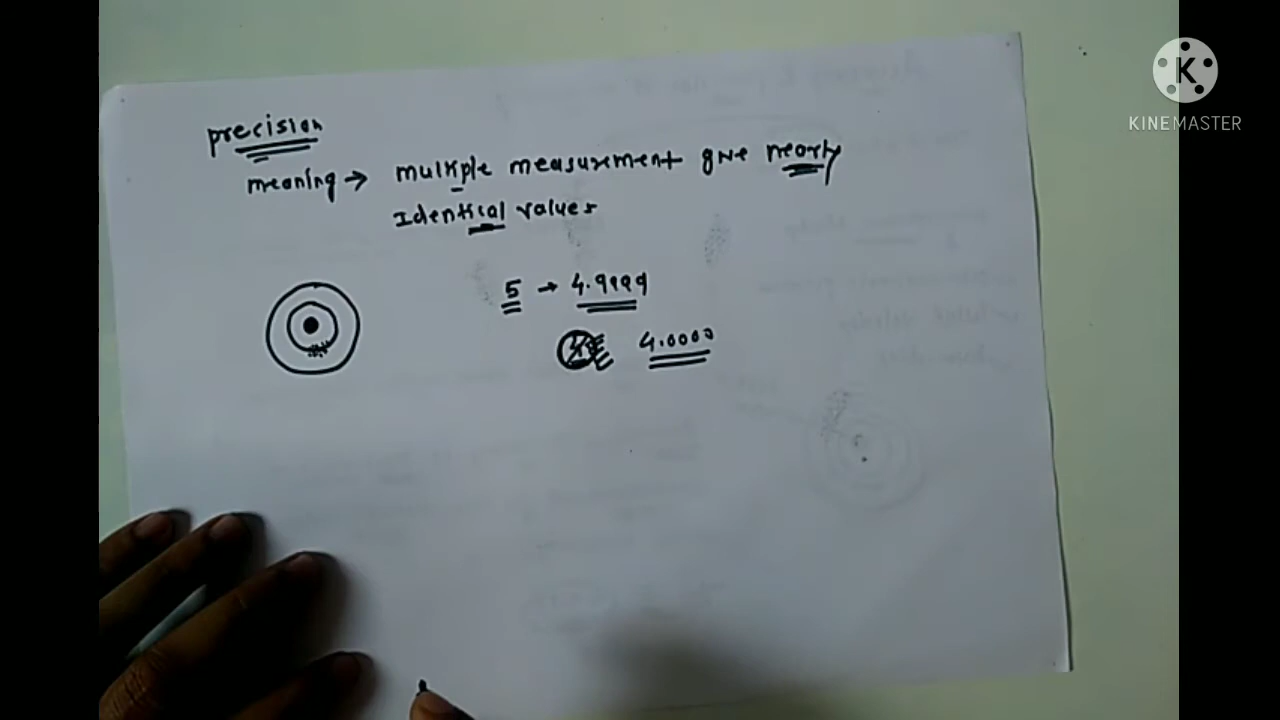 precision
meaning → multiple measurement give nearly
Identical values
5 → 4.9999
4.0000
K
KINEMASTER